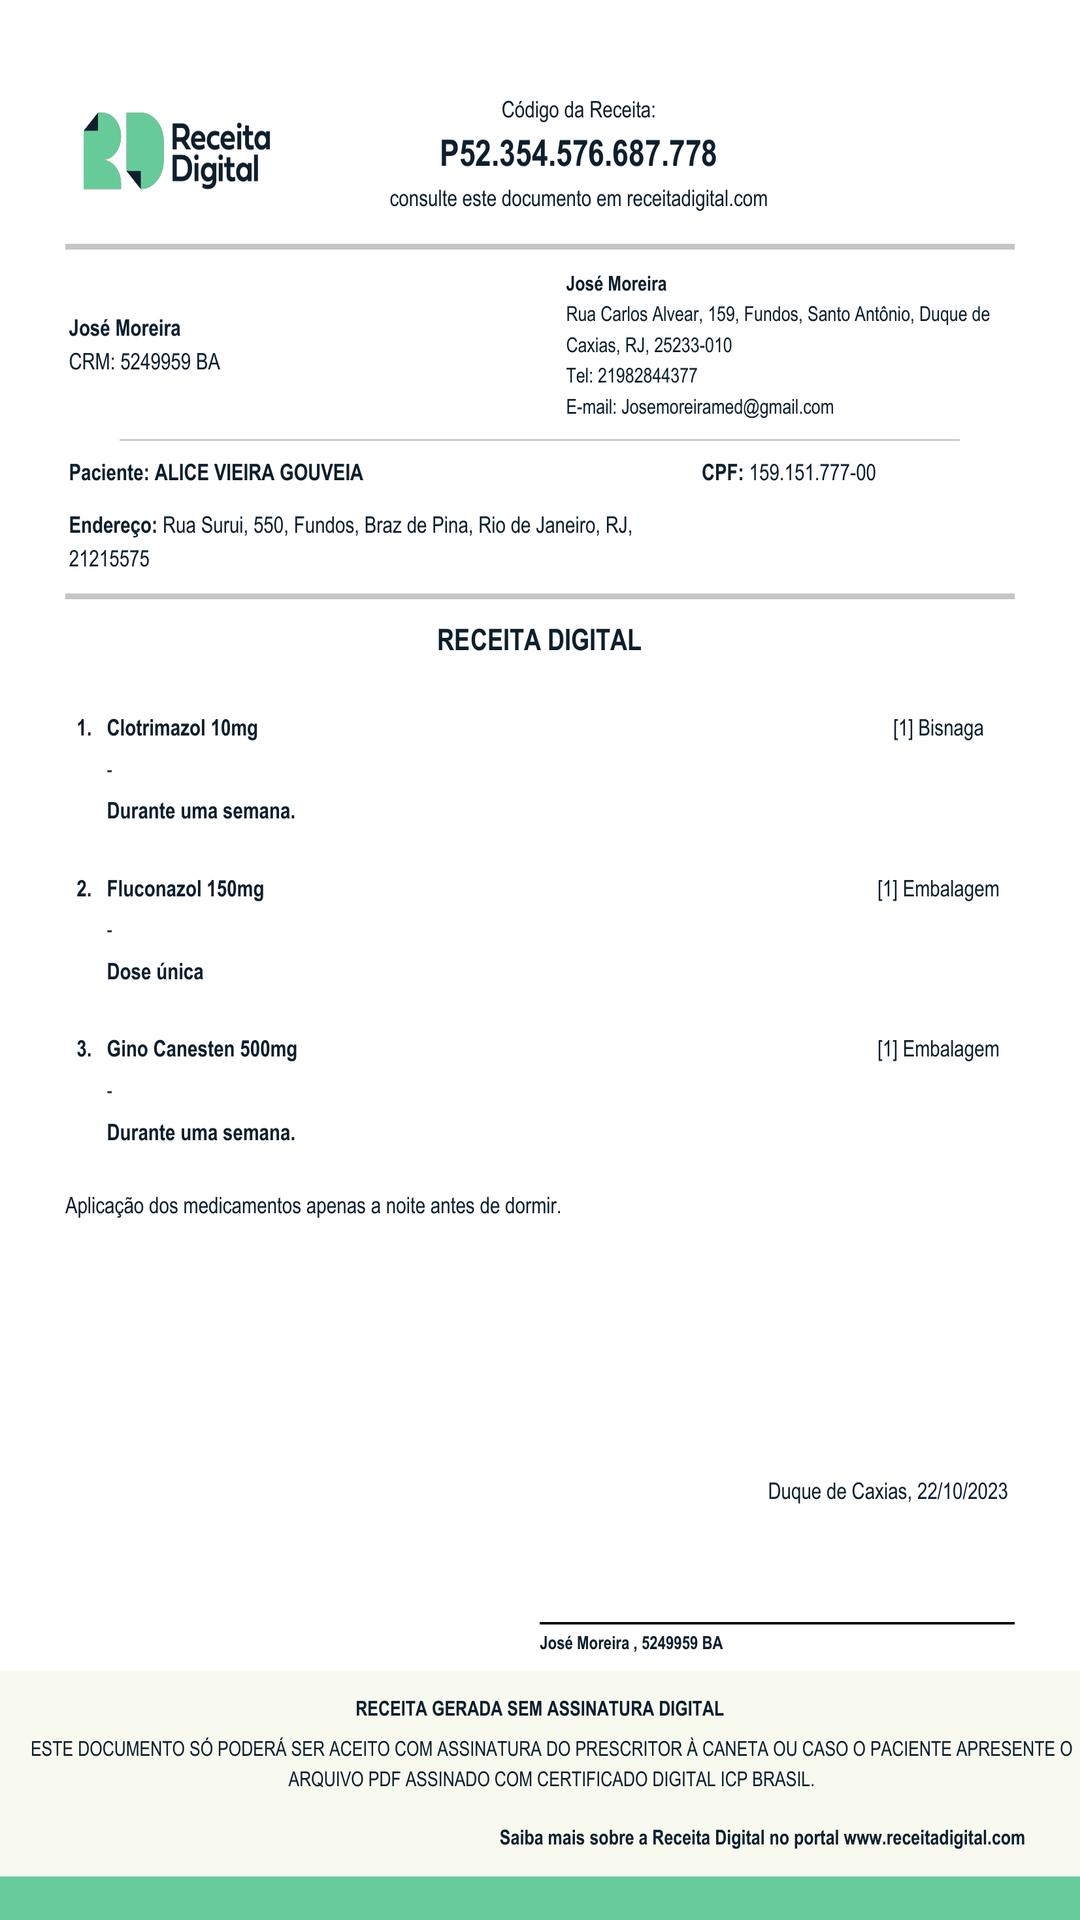 Receita
Digital
Código da Receita:
P52.354.576.687.778
consulte este documento em receitadigital.com
José Moreira
CRM: 5249959 BA
José Moreira
Rua Carlos Alvear, 159, Fundos, Santo Antônio, Duque de
Caxias, RJ, 25233-010
Tel: 21982844377
E-mail: Josemoreiramed@gmail.com
Paciente: ALICE VIEIRA GOUVEIA CPF: 159.151.777-00
Endereço: Rua Surui, 550, Fundos, Braz de Pina, Rio de Janeiro, RJ,
21215575
RECEITA DIGITAL
1. Clotrimazol 10mg [1] Bisnaga
-
Durante uma semana.
2. Fluconazol 150mg [1] Embalagem
-
Dose única
3. Gino Canesten 500mg [1] Embalagem
-
Durante uma semana.
Aplicação dos medicamentos apenas a noite antes de dormir.
Duque de Caxias, 22/10/2023
José Moreira , 5249959 BA
RECEITA GERADA SEM ASSINATURA DIGITAL
ESTE DOCUMENTO SÓ PODERÁ SER ACEITO COM ASSINATURA DO PRESCRITOR À CANETA OU CASO O PACIENTE APRESENTE O
ARQUIVO PDF ASSINADO COM CERTIFICADO DIGITAL ICP BRASIL.
Saiba mais sobre a Receita Digital no portal www.receitadigital.com